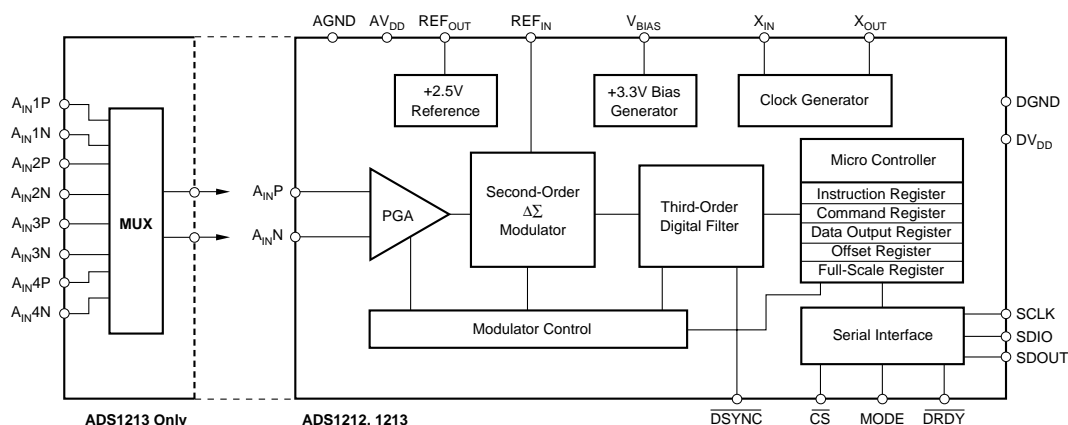 AGND AVDD REFOUT REFIN VBIAS XIN XOUT
+2.5V
Reference
+3.3V Bias
Generator
Clock Generator
DGND
DVDD
AIN1P
AIN1N
AIN2P
AIN2N
AIN3P
AIN3N
AIN4P
AIN4N
MUX
AINP
AINN
PGA
Second-Order
ΔΣ
Modulator
Third-Order
Digital Filter
Micro Controller
Instruction Register
Command Register
Data Output Register
Offset Register
Full-Scale Register
Modulator Control
Serial Interface
SCLK
SDIO
SDOUT
ADS1213 Only
ADS1212, 1213
DSYNC CS MODE DRDY